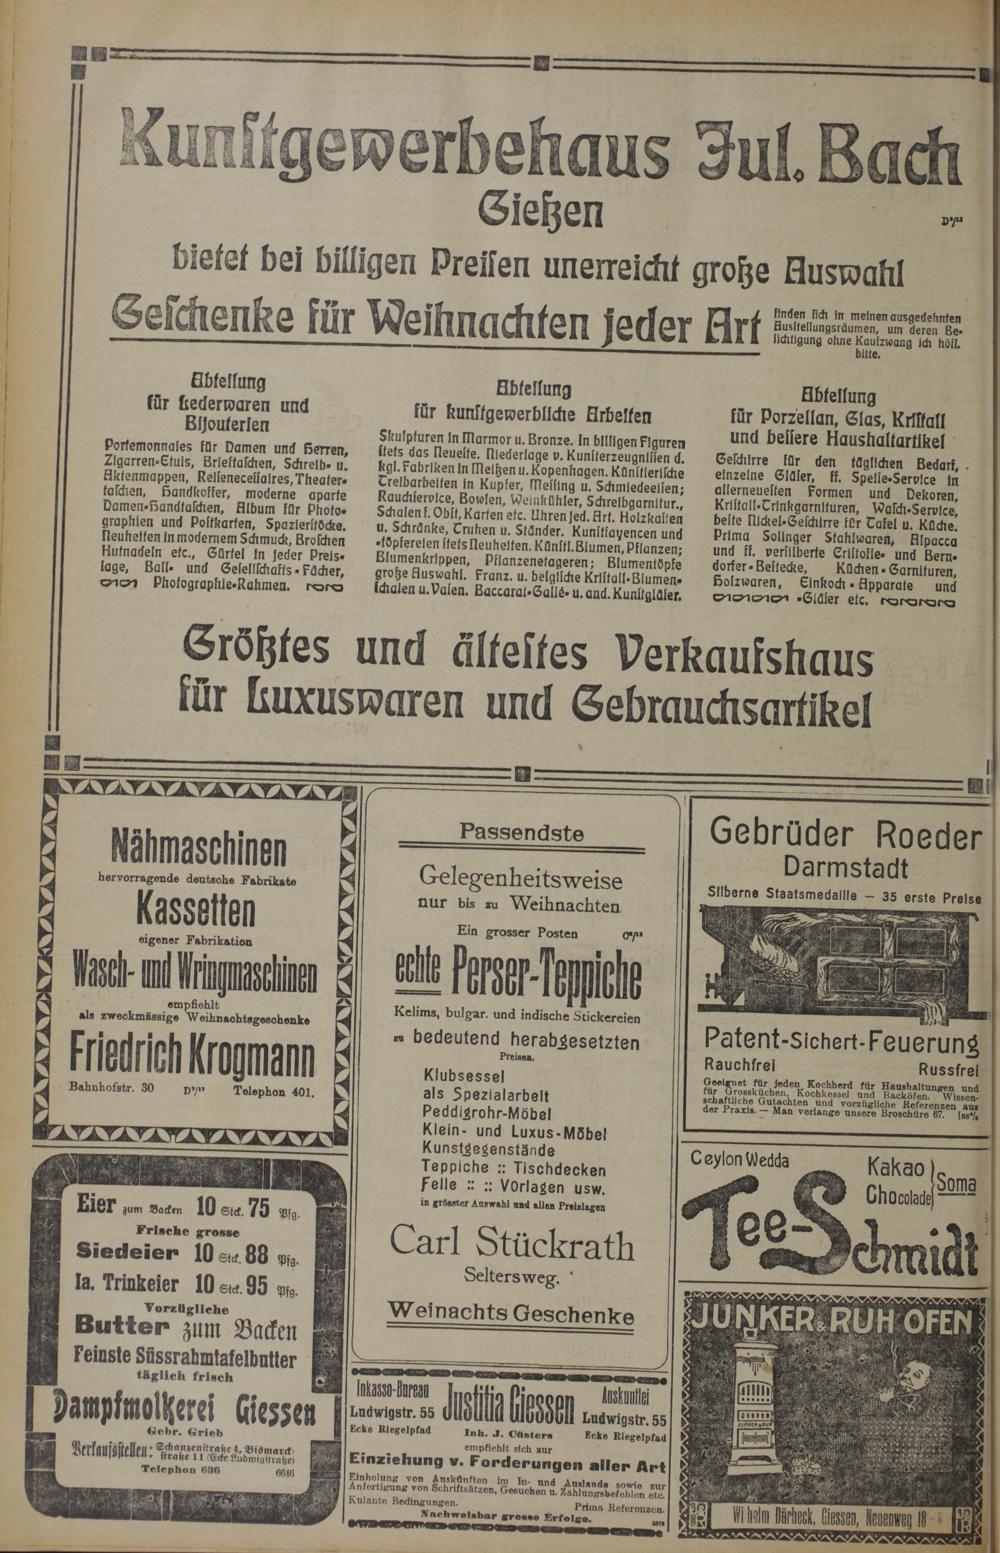 Kunſtgewerbehaus Jul. Bach
Gießen
bietet bei billigen Preiſen unerreicht große Auswahl
Geſchenke für Weihnachten jeder Art
finden ſich in meinen ausgedehnten
Ausſtellungsräumen, um deren Be-
ſichtigung ohne Kaufzwang ich höfl.
bitte.
Abteilung
für Lederwaren und
Bijouterien
Portemonnaies für Damen und Herren,
Zigarren-Etuis, Brieftaſchen, Schreib- u.
Aktenmappen, Reiſeneceſſaires, Theater-
taſchen, Handkoffer, moderne aparte
Damen-Handtaſchen, Album für Photo-
graphien und Poſtkarten, Spazierſtöcke.
Neuheiten in modernem Schmuck, Broſchen
Hutnadeln etc., Gürtel in jeder Preis-
lage, Ball- und Geſellſchafts-Fächer,
Photographie-Rahmen.
Abteilung
für kunſtgewerbliche Arbeiten
Skulpturen in Marmor u. Bronze. In billigen Figuren
ſtets das Neueſte. Niederlage v. Kunſterzeugniſſen d.
kgl. Fabriken in Meißen u. Kopenhagen. Künſtleriſche
Treibarbeiten in Kupfer, Meſſing u. Schmiedeeiſen;
Rauchſervice, Bowlen, Weinkühler, Schreibgarnitur.,
Schalen f. Obſt, Karten etc. Uhren jed. Art. Holzkaſten
u. Schränke, Truhen u. Ständer. Kunſtfayencen und
-töpfereien ſtets Neuheiten. Künſtl. Blumen, Pflanzen;
Blumenkrippen, Pflanzenetageren; Blumentöpfe
große Auswahl. Franz. u. belgiſche Kriſtall-Blumen-
ſchalen u. Vaſen. Baccarat-Gallé- u. and. Kunſtgläſer.
Abteilung
für Porzellan, Glas, Kriſtall
und beſſere Haushaltartikel
Geſchirre für den täglichen Bedarf,
einzelne Gläſer, ff. Speiſe-Service in
allerneueſten Formen und Dekoren,
Kriſtall-Trinkgarnituren, Waſch-Service,
beſte Nickel-Geſchirre für Tafel u. Küche.
Prima Solinger Stahlwaren, Alpacca
und ff. verſilberte Criſtofle- und Bern-
dorfer-Beſtecke, Küchen-Garnituren,
Holzwaren, Einkoch-Apparate und
-Gläſer etc.
Größtes und älteſtes Verkaufshaus
für Luxuswaren und Gebrauchsartikel
Nähmaschinen
hervorragende deutsche Fabrikate
Kassetten
eigener Fabrikation
Wasch- und Wringmaschinen
empfiehlt
als zweckmässige Weihnachtsgeschenke
Friedrich Krogmann
Bahnhofstr. 30 Telephon 401.
Eier zum Backen 10 Stck. 75 Pfg.
Frische grosse
Siedeier 10 Stck. 88 Pfg.
Ia. Trinkeier 10 Stck. 95 Pfg.
Vorzügliche
Butter zum Backen
Feinste Süssrahmtafelbutter
täglich frisch
Dampfmolkerei Giessen
Gebr. Grieb
Verkaufsſtellen: Schanzenſtraße 4, Bismarck-
ſtraße 11 (Ecke Ludwigſtraße)
Telephon 636 6646
Passendste
Gelegenheitsweise
nur bis zu Weihnachten
Ein grosser Posten
echte Perser-Teppiche
Kelims, bulgar. und indische Stickereien
zu bedeutend herabgesetzten
Preisen.
Klubsessel
als Spezialarbeit
Peddigrohr-Möbel
Klein- und Luxus-Möbel
Kunstgegenstände
Teppiche :: Tischdecken
Felle :: :: Vorlagen usw.
in grösster Auswahl und allen Preislagen
Carl Stückrath
Seltersweg.
Weinachts Geschenke
Inkasso-Bureau Justitia Giessen Auskunftei
Ludwigstr. 55 Ludwigstr. 55
Ecke Riegelpfad Inh. J. Cüsters Ecke Riegelpfad
empfiehlt sich zur
Einziehung v. Forderungen aller Art
Einholung von Auskünften im In- und Auslande sowie zur
Anfertigung von Schriftsätzen, Gesuchen u. Zahlungsbefehlen etc.
Kulante Bedingungen. Prima Referenzen.
Nachweisbar grosse Erfolge.
Gebrüder Roeder
Darmstadt
Silberne Staatsmedaille — 35 erste Preise
Patent-Sichert-Feuerung
Rauchfrei Russfrei
Geeignet für jeden Kochherd für Haushaltungen und
für Grossküchen, Kochkessel und Backöfen. Wissen-
schaftliche Gutachten und vorzügliche Referenzen aus
der Praxis. — Man verlange unsere Broschüre 67.
Ceylon Wedda
Kakao
Chocolade
Soma
Tee-Schmidt
JUNKER & RUH OFEN
Wilhelm Därbeck, Giessen, Neuenweg 18